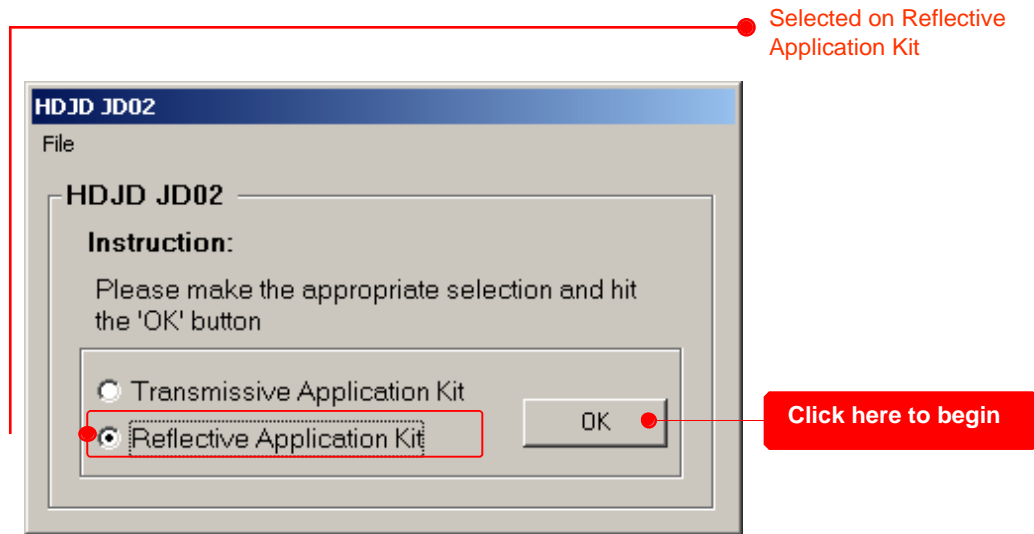 Selected on Reflective
Application Kit
HDJD JD02
File
HDJD JD02
Instruction:
Please make the appropriate selection and hit
the 'OK' button
Transmissive Application Kit
Reflective Application Kit
OK
Click here to begin